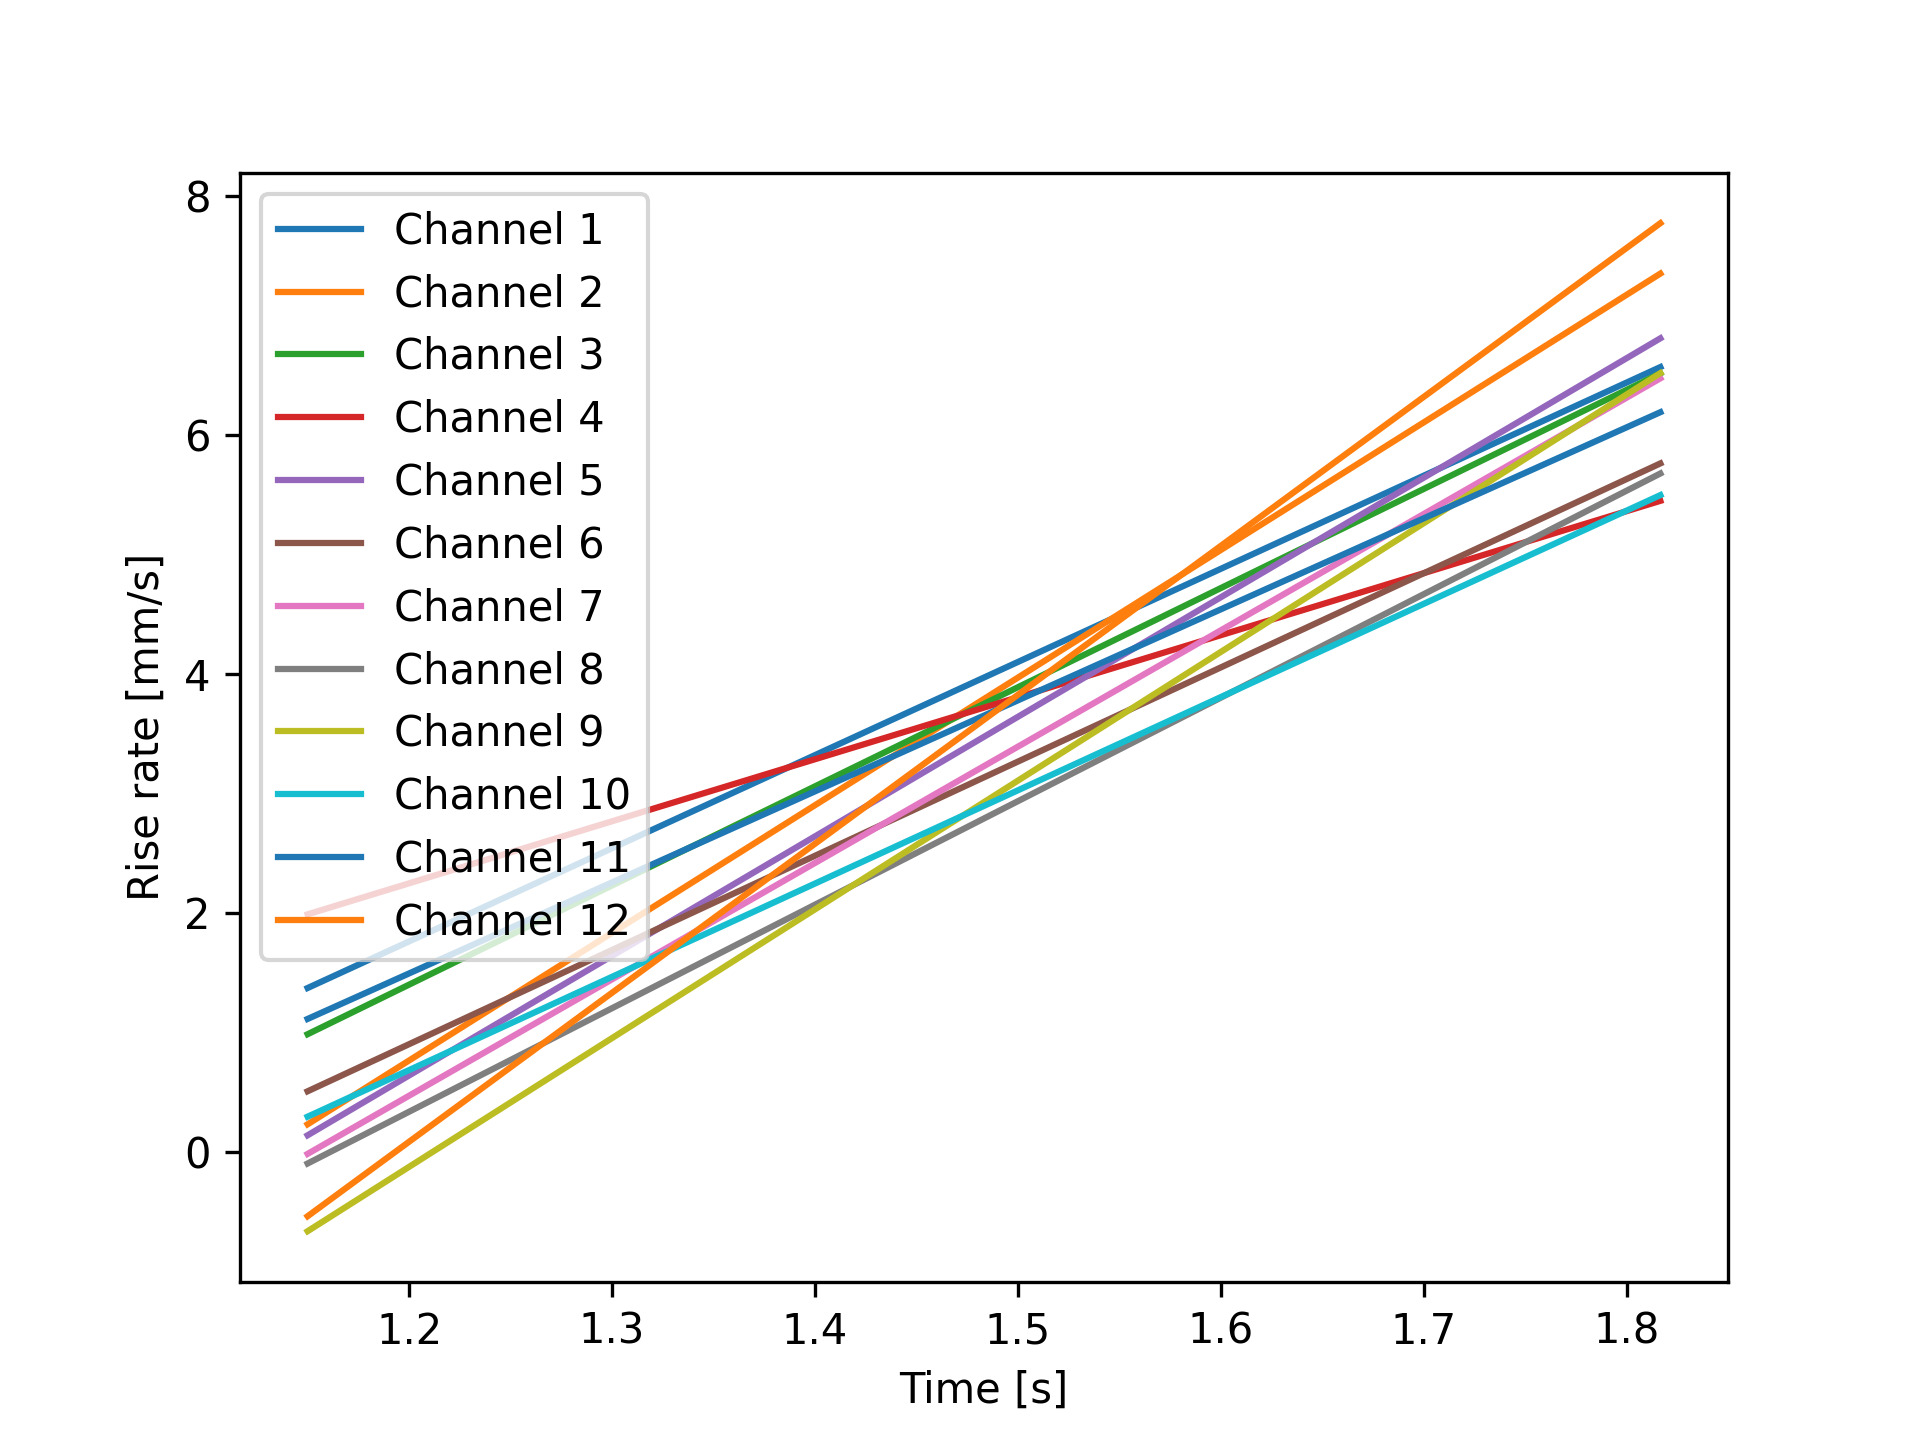 8
6
4
2
0
Rise rate [mm/s]
Channel 1
Channel 2
Channel 3
Channel 4
Channel 5
Channel 6
Channel 7
Channel 8
Channel 9
Channel 10
Channel 11
Channel 12
1.2 1.3 1.4 1.5 1.6 1.7 1.8
Time [s]